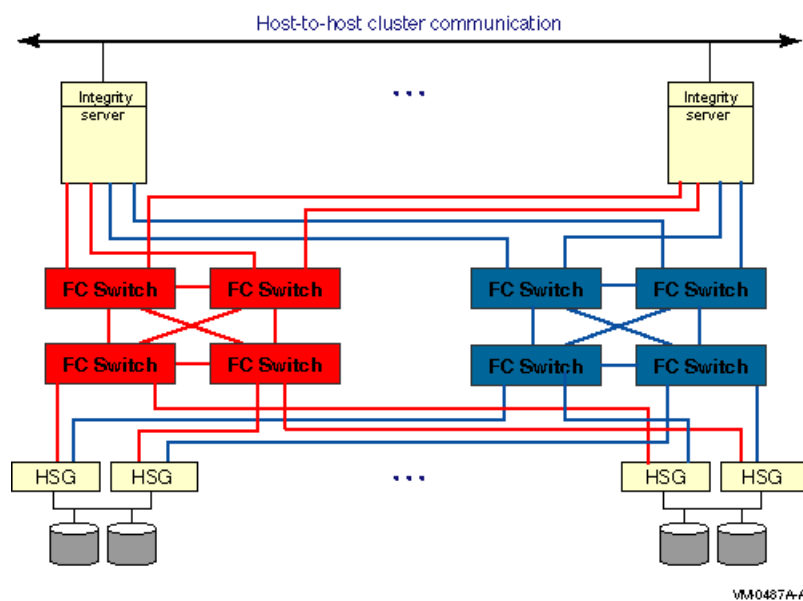 Host-to-host cluster communication
Integrity
server
...
Integrity
server
FC Switch
FC Switch
FC Switch
FC Switch
FC Switch
FC Switch
FC Switch
FC Switch
HSG
HSG
...
HSG
HSG
VM-0487A-A